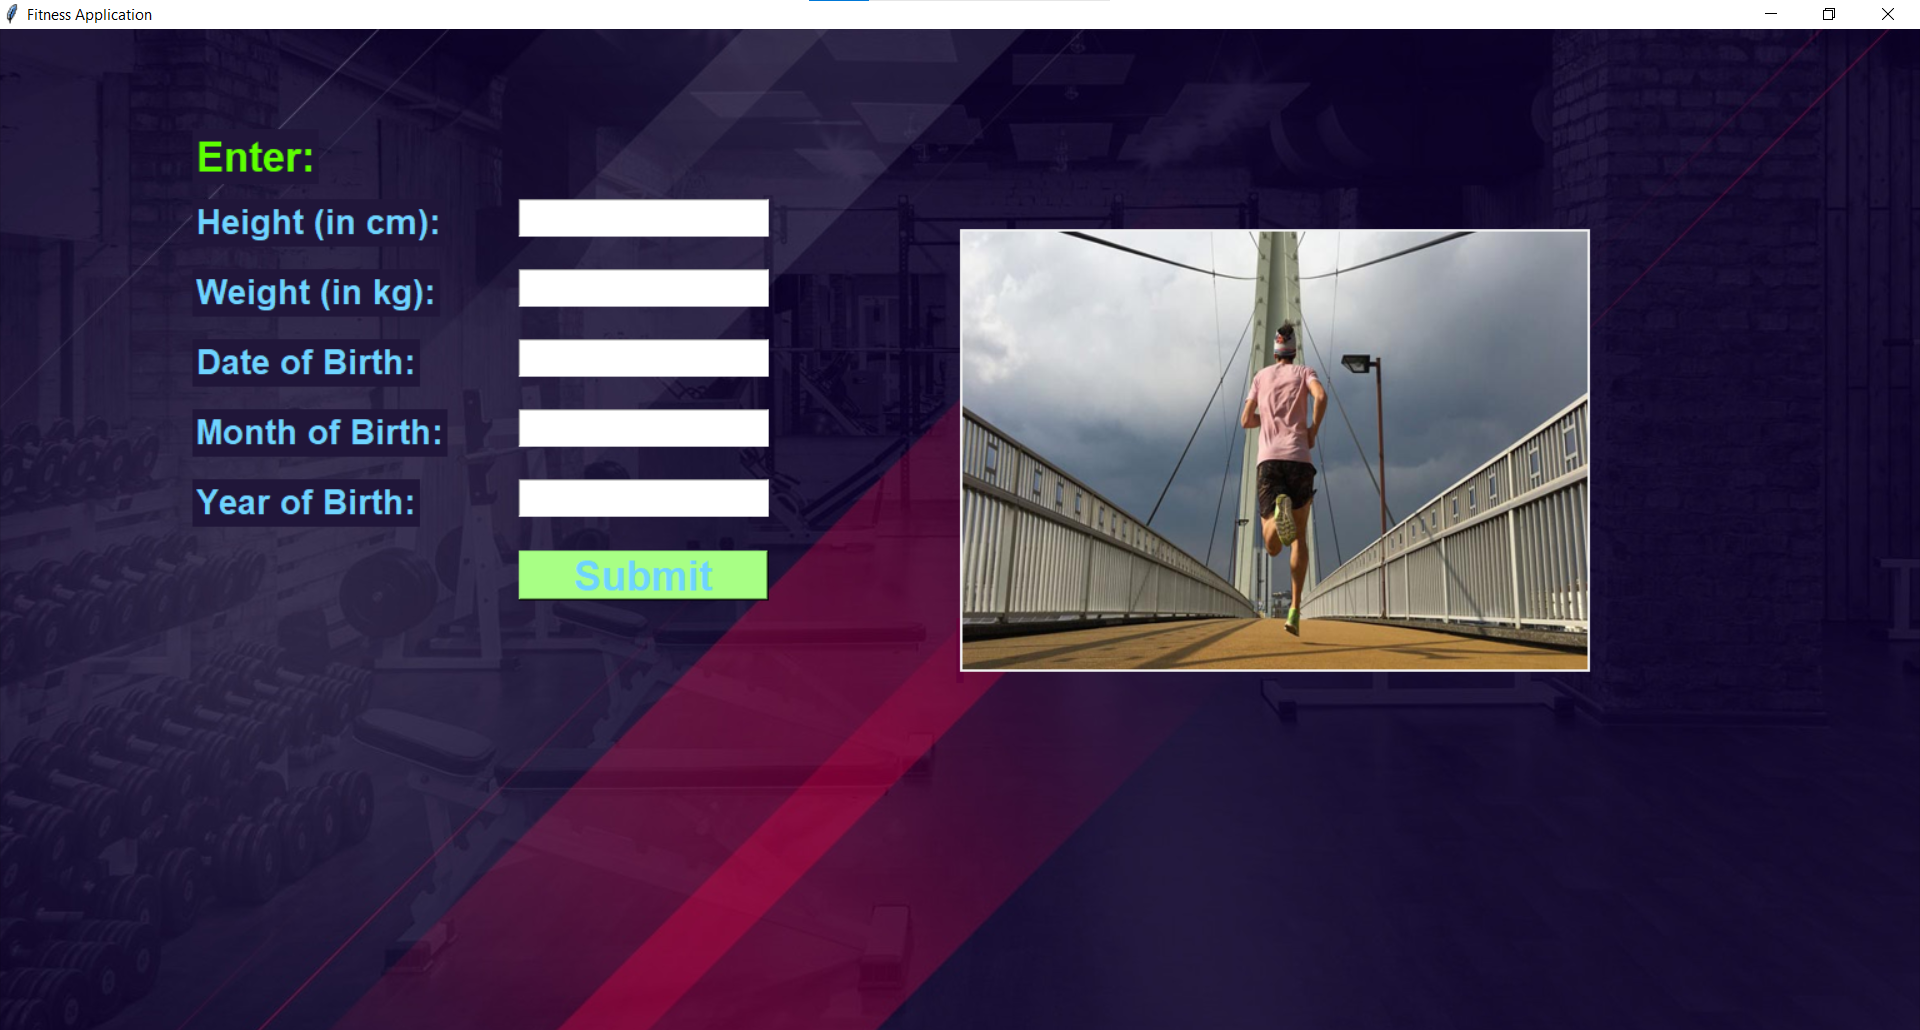 Fitness Application
Enter:
Height (in cm):
Weight (in kg):
Date of Birth:
Month of Birth:
Year of Birth:
Submit